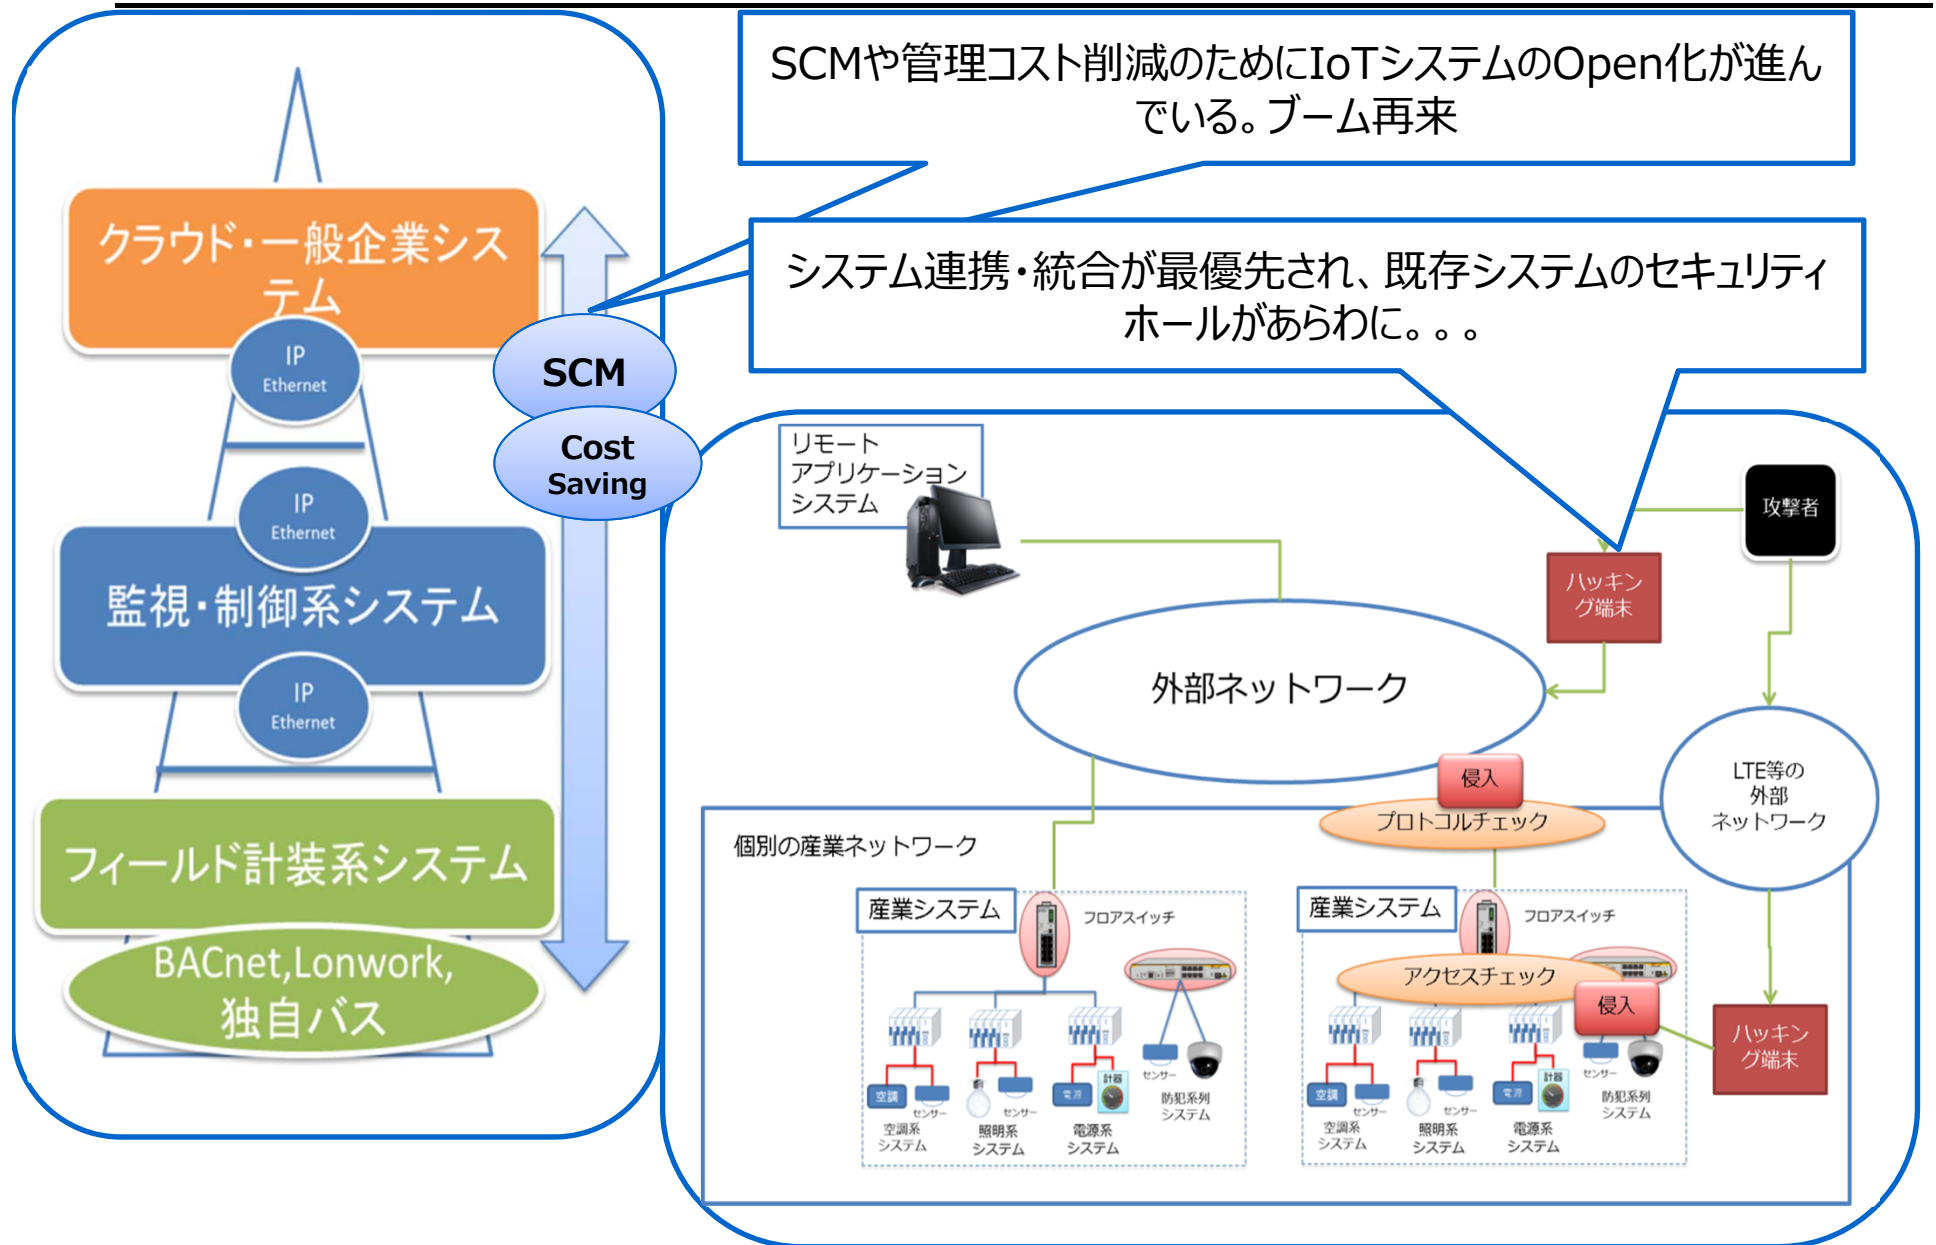 SCMや管理コスト削減のためにIoTシステムのOpen化が進ん
でいる。ブーム再来
システム連携・統合が最優先され、既存システムのセキュリティ
ホールがあらわに。。。
クラウド・一般企業シス
テム
IP
Ethernet
SCM
Cost
Saving
IP
Ethernet
監視・制御系システム
IP
Ethernet
フィールド計装系システム
BACnet,Lonwork,
独自バス
リモート
アプリケーション
システム
攻撃者
ハッキン
グ端末
外部ネットワーク
LTE等の
外部
ネットワーク
侵入
プロトコルチェック
個別の産業ネットワーク
産業システム
フロアスイッチ
空調
センサー
空調系
システム
センサー
照明系
システム
電源
計器
電源系
システム
センサー
防犯系列
システム
産業システム
フロアスイッチ
アクセスチェック
侵入
空調
センサー
空調系
システム
センサー
照明系
システム
電源
計器
電源系
システム
センサー
防犯系列
システム
ハッキン
グ端末